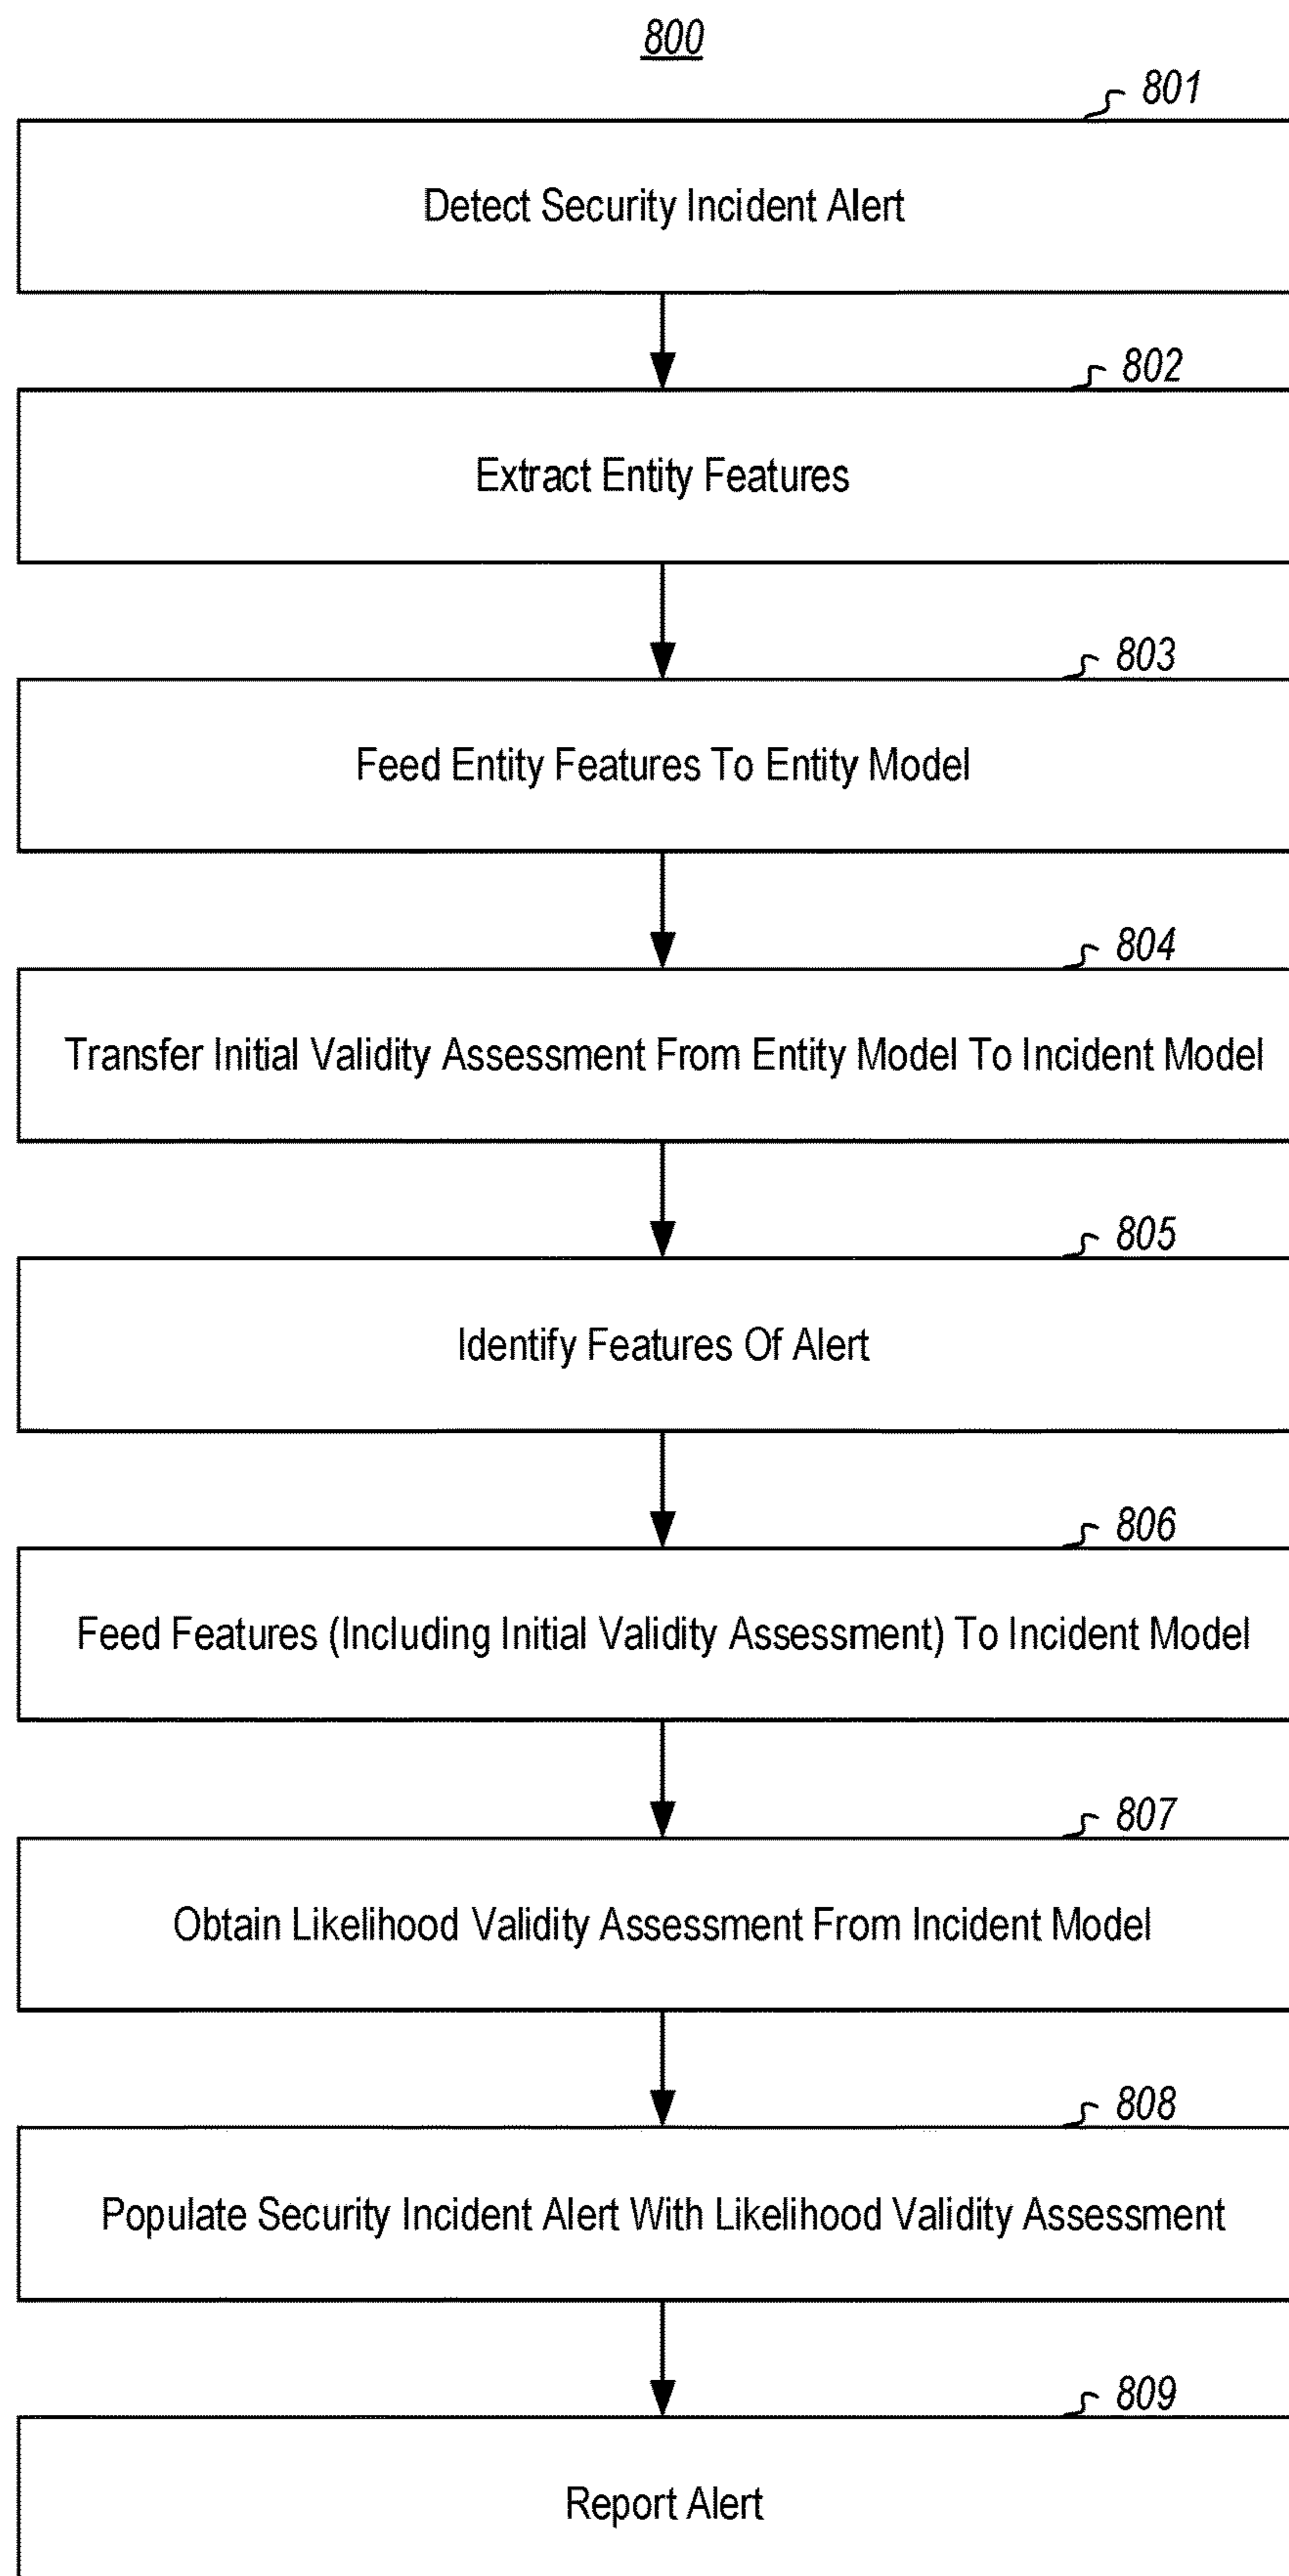 800
801
Detect Security Incident Alert
802
Extract Entity Features
803
Feed Entity Features To Entity Model
804
Transfer Initial Validity Assessment From Entity Model To Incident Model
805
Identify Features Of Alert
806
Feed Features (Including Initial Validity Assessment) To Incident Model
807
Obtain Likelihood Validity Assessment From Incident Model
808
Populate Security Incident Alert With Likelihood Validity Assessment
809
Report Alert